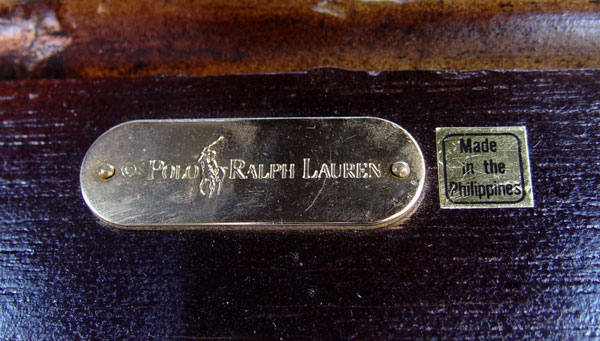 © POLO RALPH LAUREN
Made
in the
Philippines